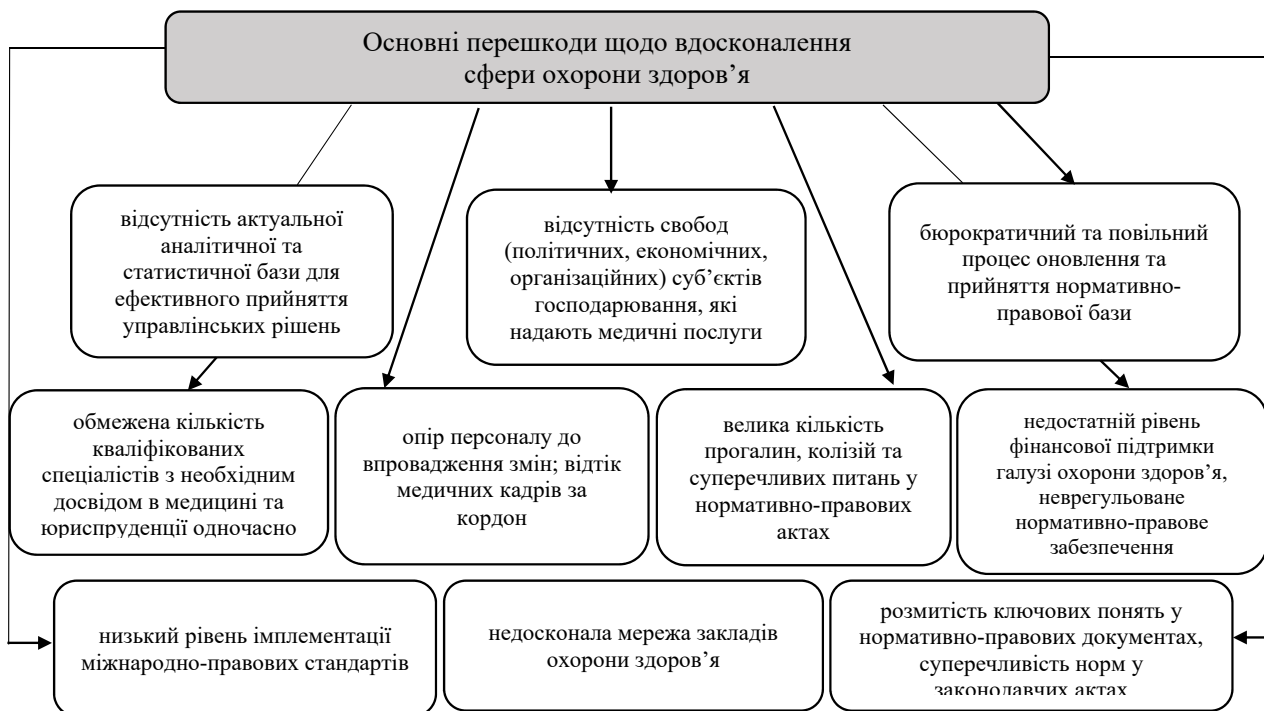 Основні перешкоди щодо вдосконалення
сфери охорони здоров’я
відсутність актуальної
аналітичної та
статистичної бази для
ефективного прийняття
управлінських рішень
відсутність свобод
(політичних, економічних,
організаційних) суб’єктів
господарювання, які
надають медичні послуги
бюрократичний та повільний
процес оновлення та
прийняття нормативно-
правової бази
обмежена кількість
кваліфікованих
спеціалістів з необхідним
досвідом в медицині та
юриспруденції одночасно
опір персоналу до
впровадження змін; відтік
медичних кадрів за
кордон
велика кількість
прогалин, колізій та
суперечливих питань у
нормативно-правових
актах
недостатній рівень
фінансової підтримки
галузі охорони здоров’я,
неврегульоване
нормативно-правове
забезпечення
низький рівень імплементації
міжнародно-правових стандартів
недосконала мережа закладів
охорони здоров’я
розмитість ключових понять у
нормативно-правових документах,
суперечливість норм у
законодавчих актах